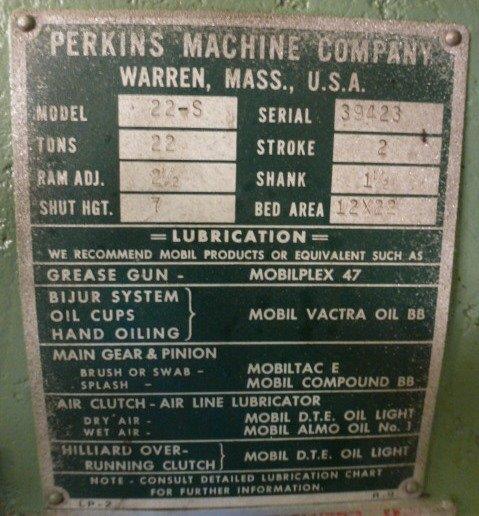 PERKINS MACHINE COMPANY
WARREN, MASS., U.S.A.
MODEL 22-S SERIAL 39423
TONS 22 STROKE 2
RAM ADJ. 2½ SHANK 1½
SHUT HGT. 7 BED AREA 12X22
LUBRICATION
WE RECOMMEND MOBIL PRODUCTS OR EQUIVALENT SUCH AS
GREASE GUN - MOBILPLEX 47
BIJUR SYSTEM
OIL CUPS MOBIL VACTRA OIL BB
HAND OILING
MAIN GEAR & PINION
BRUSH OR SWAB - MOBILTAC E
SPLASH - MOBIL COMPOUND BB
AIR CLUTCH - AIR LINE LUBRICATOR
DRY AIR - MOBIL D.T.E. OIL LIGHT
WET AIR - MOBIL ALMO OIL No. 1
HILLIARD OVER-
RUNNING CLUTCH MOBIL D.T.E. OIL LIGHT
NOTE - CONSULT DETAILED LUBRICATION CHART
FOR FURTHER INFORMATION.
LP-2